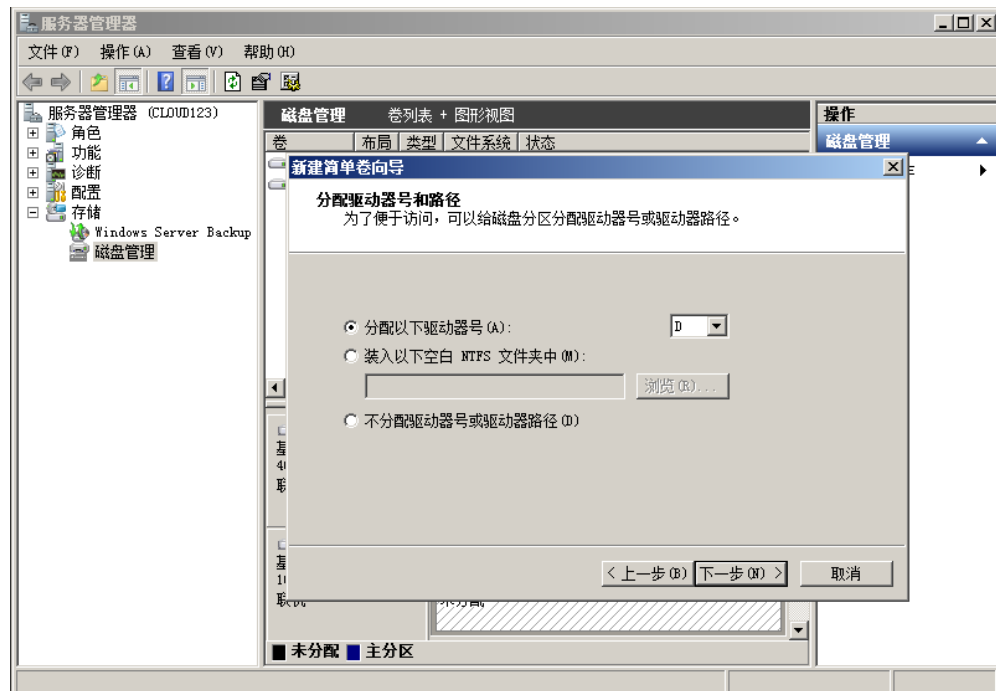 服务器管理器
文件(F) 操作(A) 查看(V) 帮助(H)
服务器管理器 (CLOUD123)
角色
功能
诊断
配置
存储
Windows Server Backup
磁盘管理
磁盘管理 卷列表 + 图形视图
卷 布局 类型 文件系统 状态
新建简单卷向导
分配驱动器号和路径
为了便于访问，可以给磁盘分区分配驱动器号或驱动器路径。
分配以下驱动器号(A): D
装入以下空白 NTFS 文件夹中(M):
浏览(R)...
不分配驱动器号或驱动器路径(D)
< 上一步(B) 下一步(N) > 取消
未分配 主分区
操作
磁盘管理